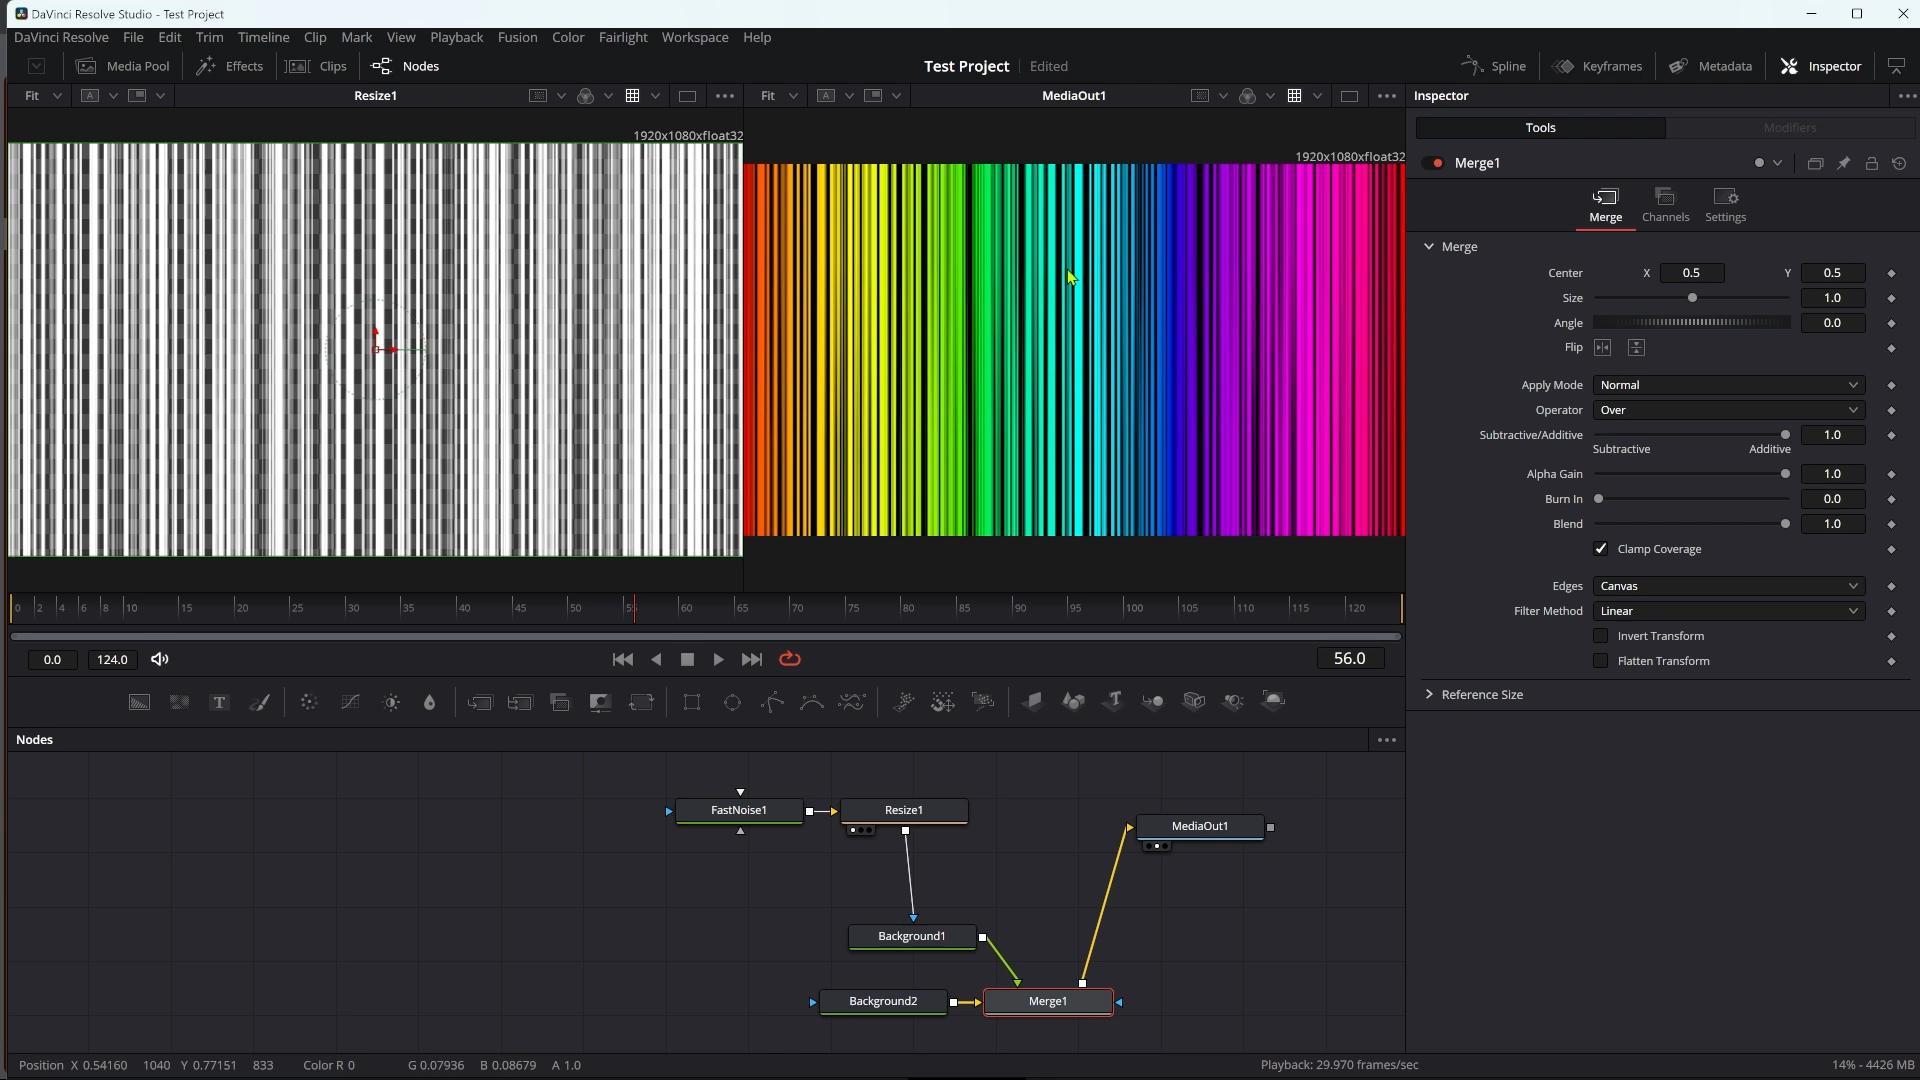 DaVinci Resolve Studio - Test Project
DaVinci Resolve File Edit Trim Timeline Clip Mark View Playback Fusion Color Fairlight Workspace Help
Media Pool Effects Clips Nodes Test Project Edited Spline Keyframes Metadata Inspector
Fit A Resize1 Fit A MediaOut1 Inspector
Tools Modifiers
1920x1080xfloat32
1920x1080xfloat32
Merge1
Merge Channels Settings
Merge
Center X 0.5 Y 0.5
Size 1.0
Angle 0.0
Flip
Apply Mode Normal
Operator Over
Subtractive/Additive 1.0
Subtractive Additive
Alpha Gain 1.0
Burn In 0.0
Blend 1.0
Clamp Coverage
Edges Canvas
Filter Method Linear
Invert Transform
Flatten Transform
Reference Size
0 2 4 6 8 10 15 20 25 30 35 40 45 50 55 60 65 70 75 80 85 90 95 100 105 110 115 120
0.0 124.0 56.0
T T
Nodes
FastNoise1 Resize1
MediaOut1
Background1
Background2 Merge1
Position X 0.54160 1040 Y 0.77151 833 Color R 0 G 0.07936 B 0.08679 A 1.0 Playback: 29.970 frames/sec 14% - 4426 MB